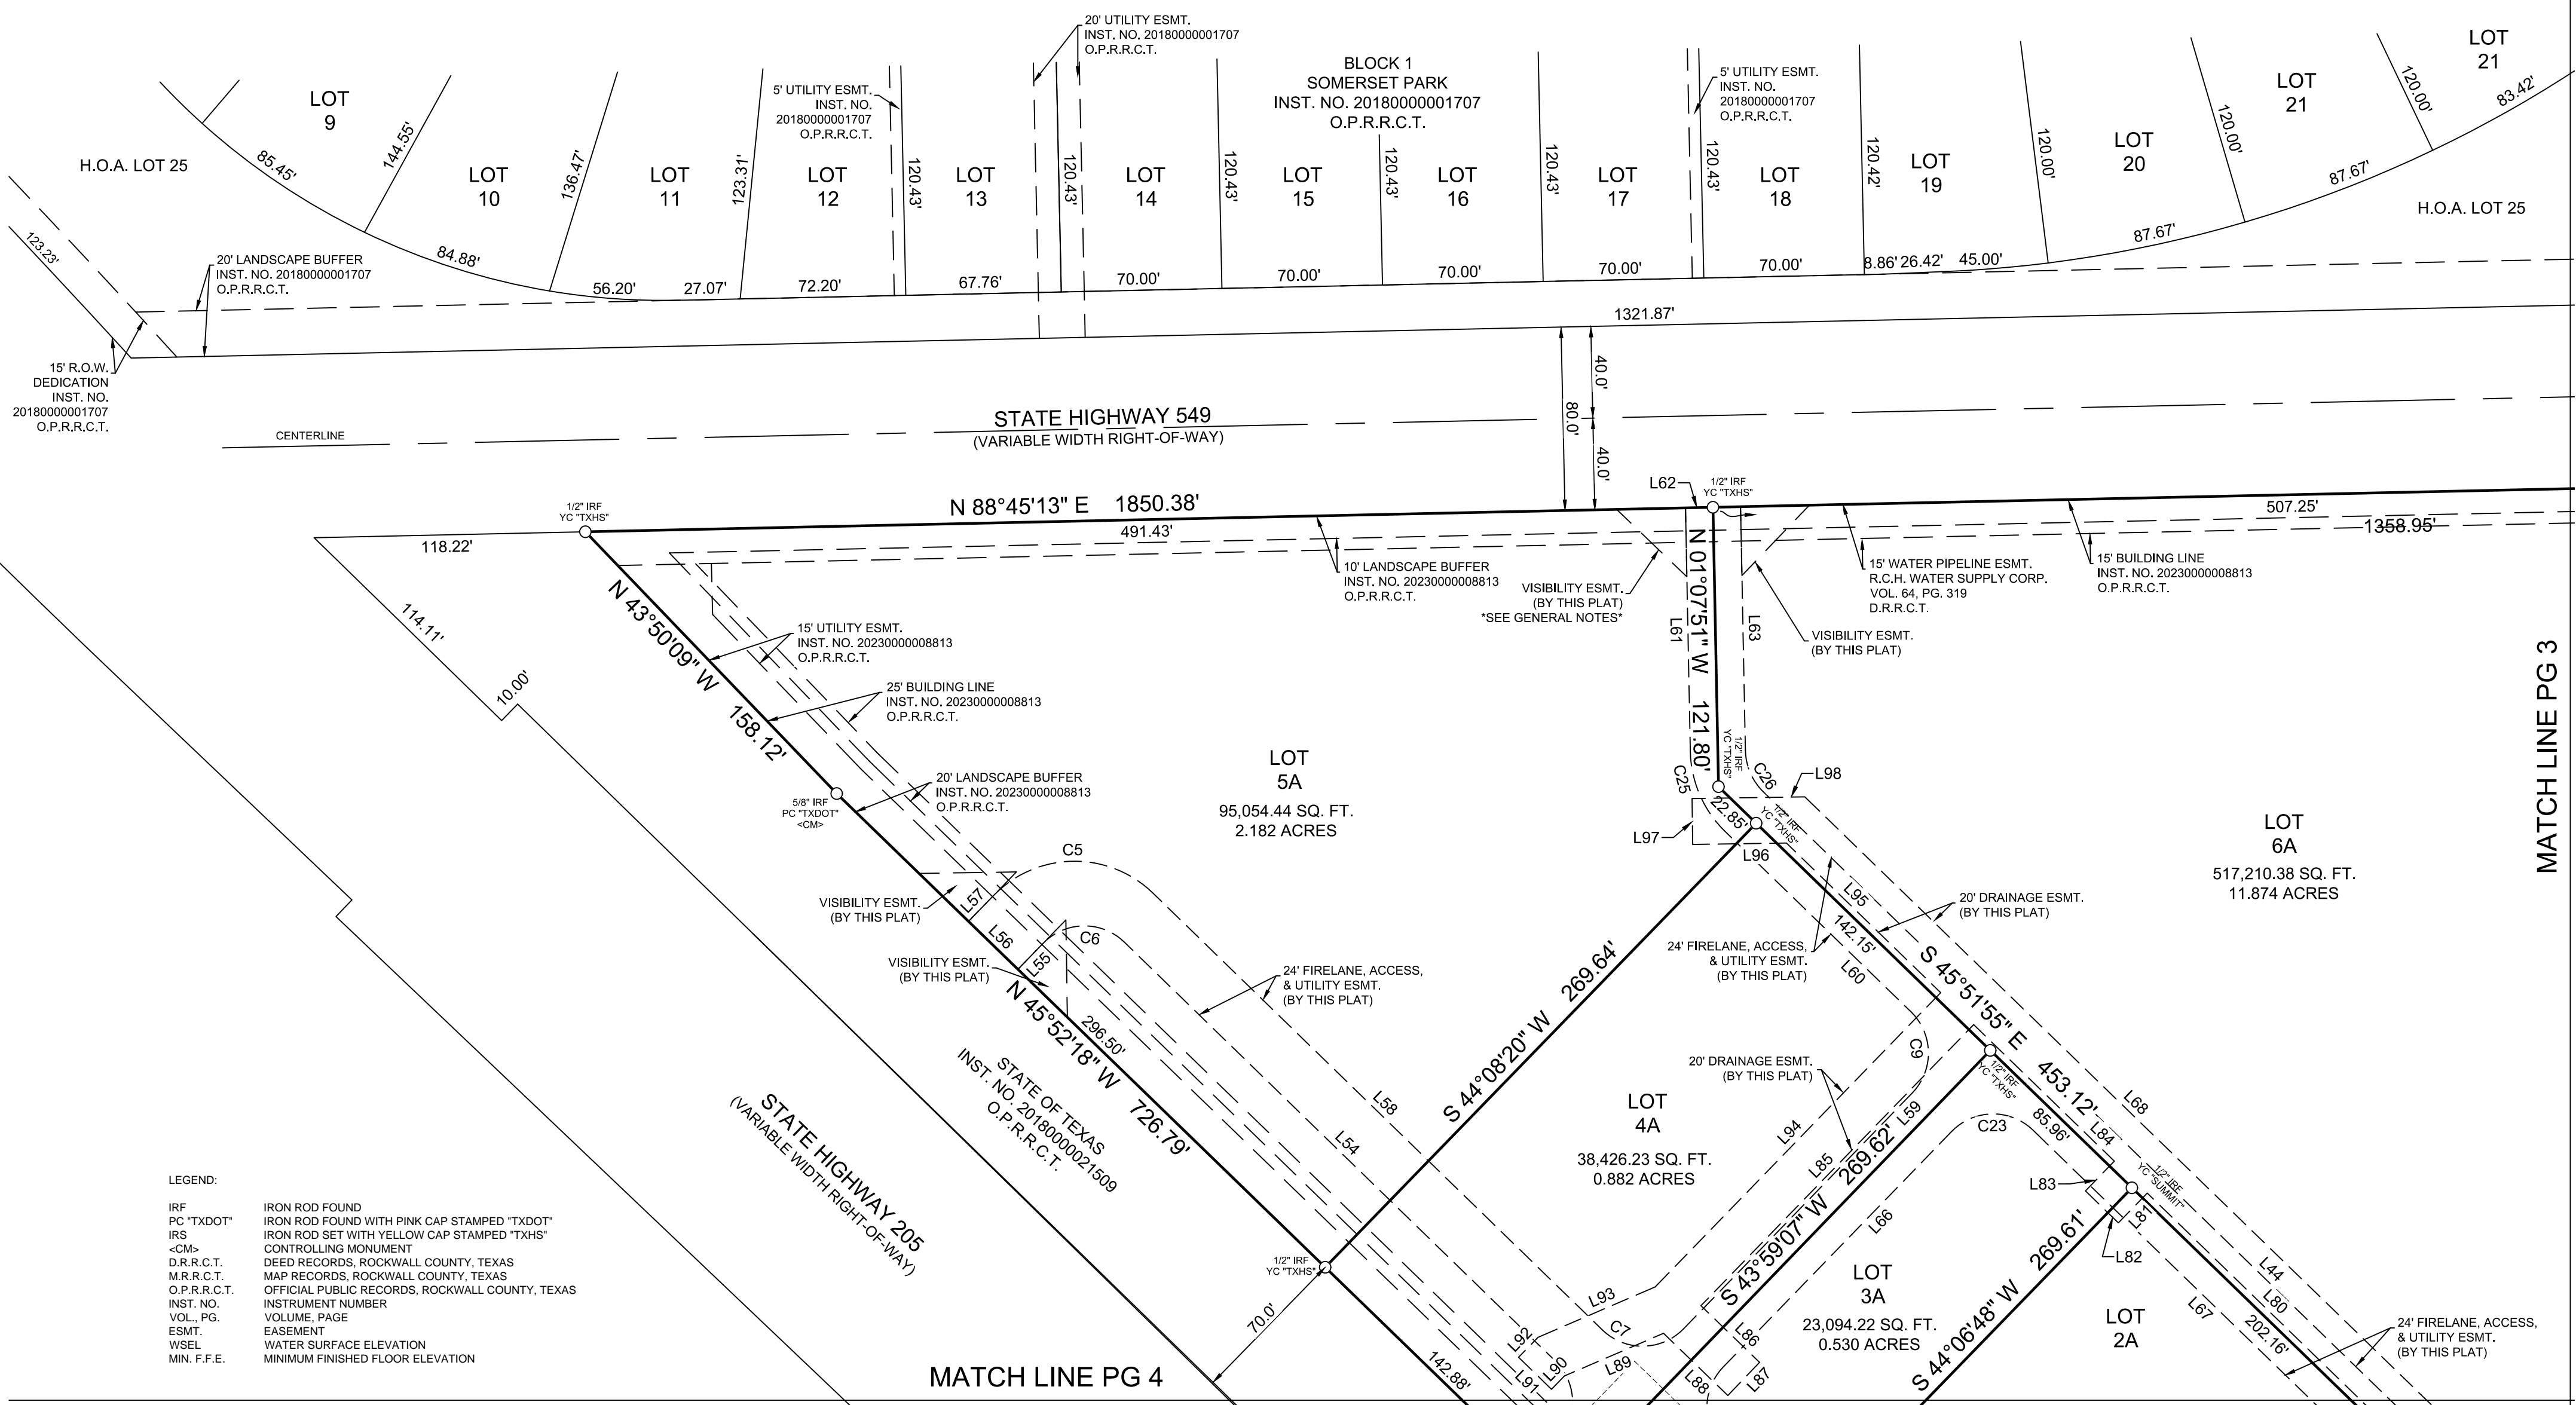 20' UTILITY ESMT.
INST. NO. 20180000001707
O.P.R.R.C.T.
BLOCK 1
SOMERSET PARK
INST. NO. 20180000001707
O.P.R.R.C.T.
5' UTILITY ESMT.
INST. NO.
20180000001707
O.P.R.R.C.T.
5' UTILITY ESMT.
INST. NO.
20180000001707
O.P.R.R.C.T.
H.O.A. LOT 25
LOT
9
LOT
10
LOT
11
LOT
12
LOT
13
LOT
14
LOT
15
LOT
16
LOT
17
LOT
18
LOT
19
LOT
20
LOT
21
LOT
21
H.O.A. LOT 25
85.45'
144.55'
136.47'
123.31'
120.43'
120.43'
120.43'
120.43'
120.43'
120.43'
120.42'
120.00'
120.00'
120.00'
83.42'
123.23'
84.88'
56.20'
27.07'
72.20'
67.76'
70.00'
70.00'
70.00'
70.00'
70.00'
8.86'
26.42'
45.00'
87.67'
87.67'
20' LANDSCAPE BUFFER
INST. NO. 20180000001707
O.P.R.R.C.T.
15' R.O.W.
DEDICATION
INST. NO.
20180000001707
O.P.R.R.C.T.
1321.87'
40.0'
80.0'
40.0'
STATE HIGHWAY 549
(VARIABLE WIDTH RIGHT-OF-WAY)
CENTERLINE
1/2" IRF
YC "TXHS"
N 88°45'13" E 1850.38'
L62
1/2" IRF
YC "TXHS"
507.25'
1358.95'
118.22'
491.43'
10' LANDSCAPE BUFFER
INST. NO. 20230000008813
O.P.R.R.C.T.
VISIBILITY ESMT.
(BY THIS PLAT)
*SEE GENERAL NOTES*
15' WATER PIPELINE ESMT.
R.C.H. WATER SUPPLY CORP.
VOL. 64, PG. 319
D.R.R.C.T.
15' BUILDING LINE
INST. NO. 20230000008813
O.P.R.R.C.T.
VISIBILITY ESMT.
(BY THIS PLAT)
114.11'
10.00'
N 43°50'09" W 158.12'
15' UTILITY ESMT.
INST. NO. 20230000008813
O.P.R.R.C.T.
25' BUILDING LINE
INST. NO. 20230000008813
O.P.R.R.C.T.
20' LANDSCAPE BUFFER
INST. NO. 20230000008813
O.P.R.R.C.T.
5/8" IRF
PC "TXDOT"
<CM>
N 01°07'51" W 121.80'
L61
L63
1/2" IRF
YC "TXHS"
C25
C26
L98
22.85'
1/2" IRF
YC "TXHS"
L97
L96
LOT
5A
95,054.44 SQ. FT.
2.182 ACRES
LOT
6A
517,210.38 SQ. FT.
11.874 ACRES
MATCH LINE PG 3
C5
C6
L57
L56
L55
VISIBILITY ESMT.
(BY THIS PLAT)
VISIBILITY ESMT.
(BY THIS PLAT)
24' FIRELANE, ACCESS,
& UTILITY ESMT.
(BY THIS PLAT)
L95
142.15'
20' DRAINAGE ESMT.
(BY THIS PLAT)
24' FIRELANE, ACCESS,
& UTILITY ESMT.
(BY THIS PLAT)
L60
S 45°51'55" E 453.12'
N 45°52'18" W 726.79'
296.50'
S 44°08'20" W 269.64'
STATE OF TEXAS
INST. NO. 20180000021509
O.P.R.R.C.T.
STATE HIGHWAY 205
(VARIABLE WIDTH RIGHT-OF-WAY)
L58
L54
20' DRAINAGE ESMT.
(BY THIS PLAT)
C9
1/2" IRF
YC "TXHS"
LOT
4A
38,426.23 SQ. FT.
0.882 ACRES
L94
L85
L59
C23
85.96'
L84
L68
L83
1/2" IRF
YC "SUMMIT"
L81
L82
S 43°59'07" W 269.62'
L66
S 44°06'48" W 269.61'
LOT
3A
23,094.22 SQ. FT.
0.530 ACRES
LOT
2A
L44
L80
L67
202.16'
24' FIRELANE, ACCESS,
& UTILITY ESMT.
(BY THIS PLAT)
1/2" IRF
YC "TXHS"
70.0'
142.88'
L93
L92
C7
L90
L91
L89
L86
L87
L88
MATCH LINE PG 4
LEGEND:
IRF IRON ROD FOUND
PC "TXDOT" IRON ROD FOUND WITH PINK CAP STAMPED "TXDOT"
IRS IRON ROD SET WITH YELLOW CAP STAMPED "TXHS"
<CM> CONTROLLING MONUMENT
D.R.R.C.T. DEED RECORDS, ROCKWALL COUNTY, TEXAS
M.R.R.C.T. MAP RECORDS, ROCKWALL COUNTY, TEXAS
O.P.R.R.C.T. OFFICIAL PUBLIC RECORDS, ROCKWALL COUNTY, TEXAS
INST. NO. INSTRUMENT NUMBER
VOL., PG. VOLUME, PAGE
ESMT. EASEMENT
WSEL WATER SURFACE ELEVATION
MIN. F.F.E. MINIMUM FINISHED FLOOR ELEVATION